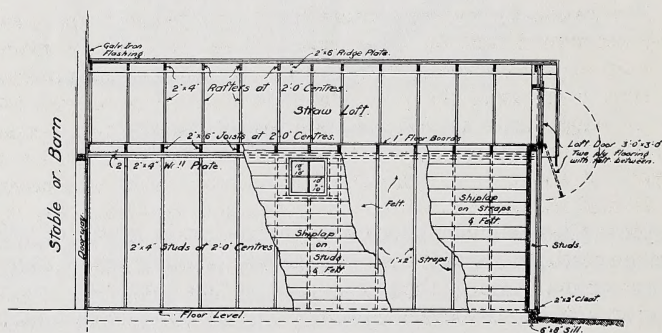 Galv. Iron
Flashing
2"x6" Ridge Plate.
2"x4" Rafters at 2'0" Centres.
Straw Loft.
2"x6" Joists at 2'0" Centres.
1" Floor Boards
Loft Door 3'-0"x3'-0"
Two ply flooring
with felt between.
Stable or Barn
2"x4" Plate.
10"
10"
Felt.
Shiplap
on Straps
& Felt.
Doorway
2"x4" Studs at 2'0" Centres
Shiplap
on
Studs
& Felt
1"x2" Straps
Studs.
2"x2" Cleat
Floor Level.
6"x8" Sill.